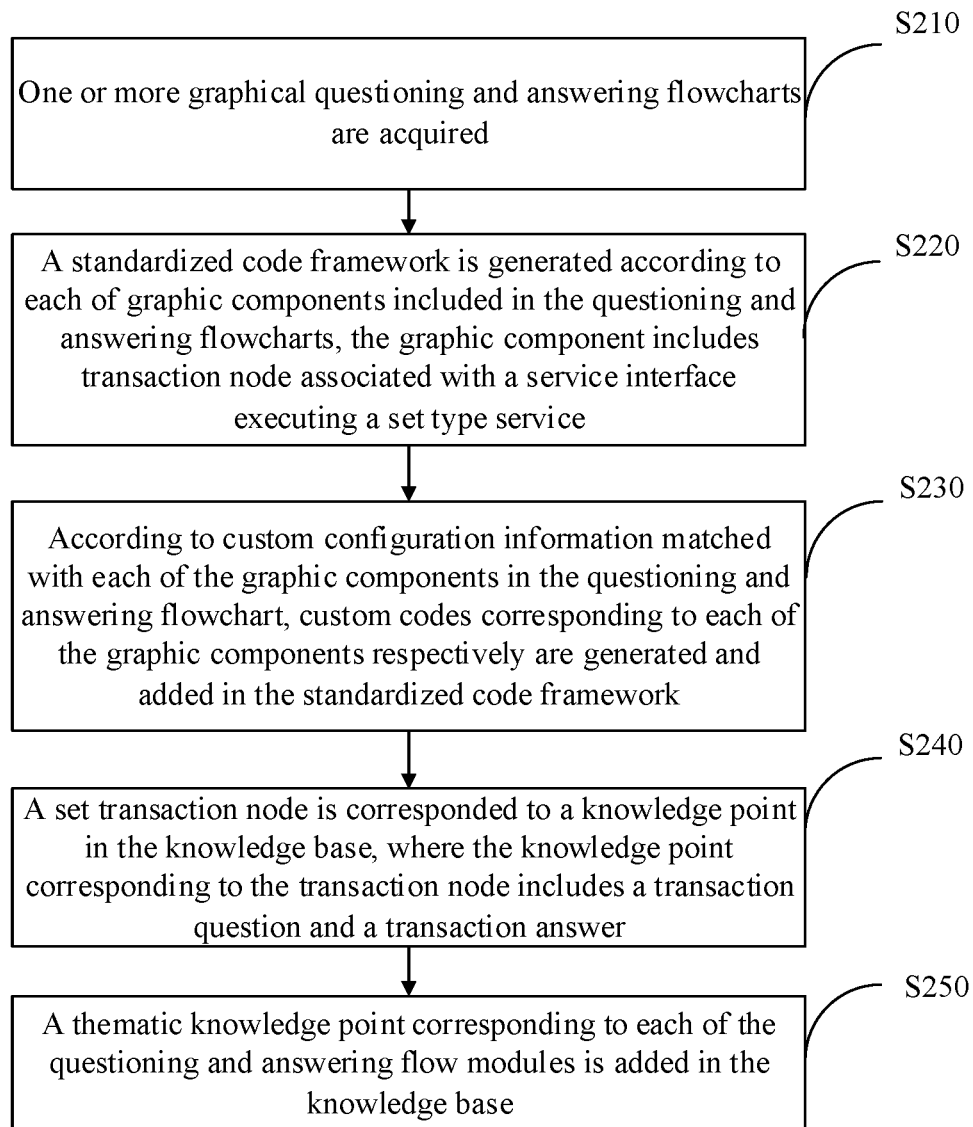 S210
One or more graphical questioning and answering flowcharts
are acquired
S220
A standardized code framework is generated according to
each of graphic components included in the questioning and
answering flowcharts, the graphic component includes
transaction node associated with a service interface
executing a set type service
S230
According to custom configuration information matched
with each of the graphic components in the questioning and
answering flowchart, custom codes corresponding to each of
the graphic components respectively are generated and
added in the standardized code framework
S240
A set transaction node is corresponded to a knowledge point
in the knowledge base, where the knowledge point
corresponding to the transaction node includes a transaction
question and a transaction answer
S250
A thematic knowledge point corresponding to each of the
questioning and answering flow modules is added in the
knowledge base